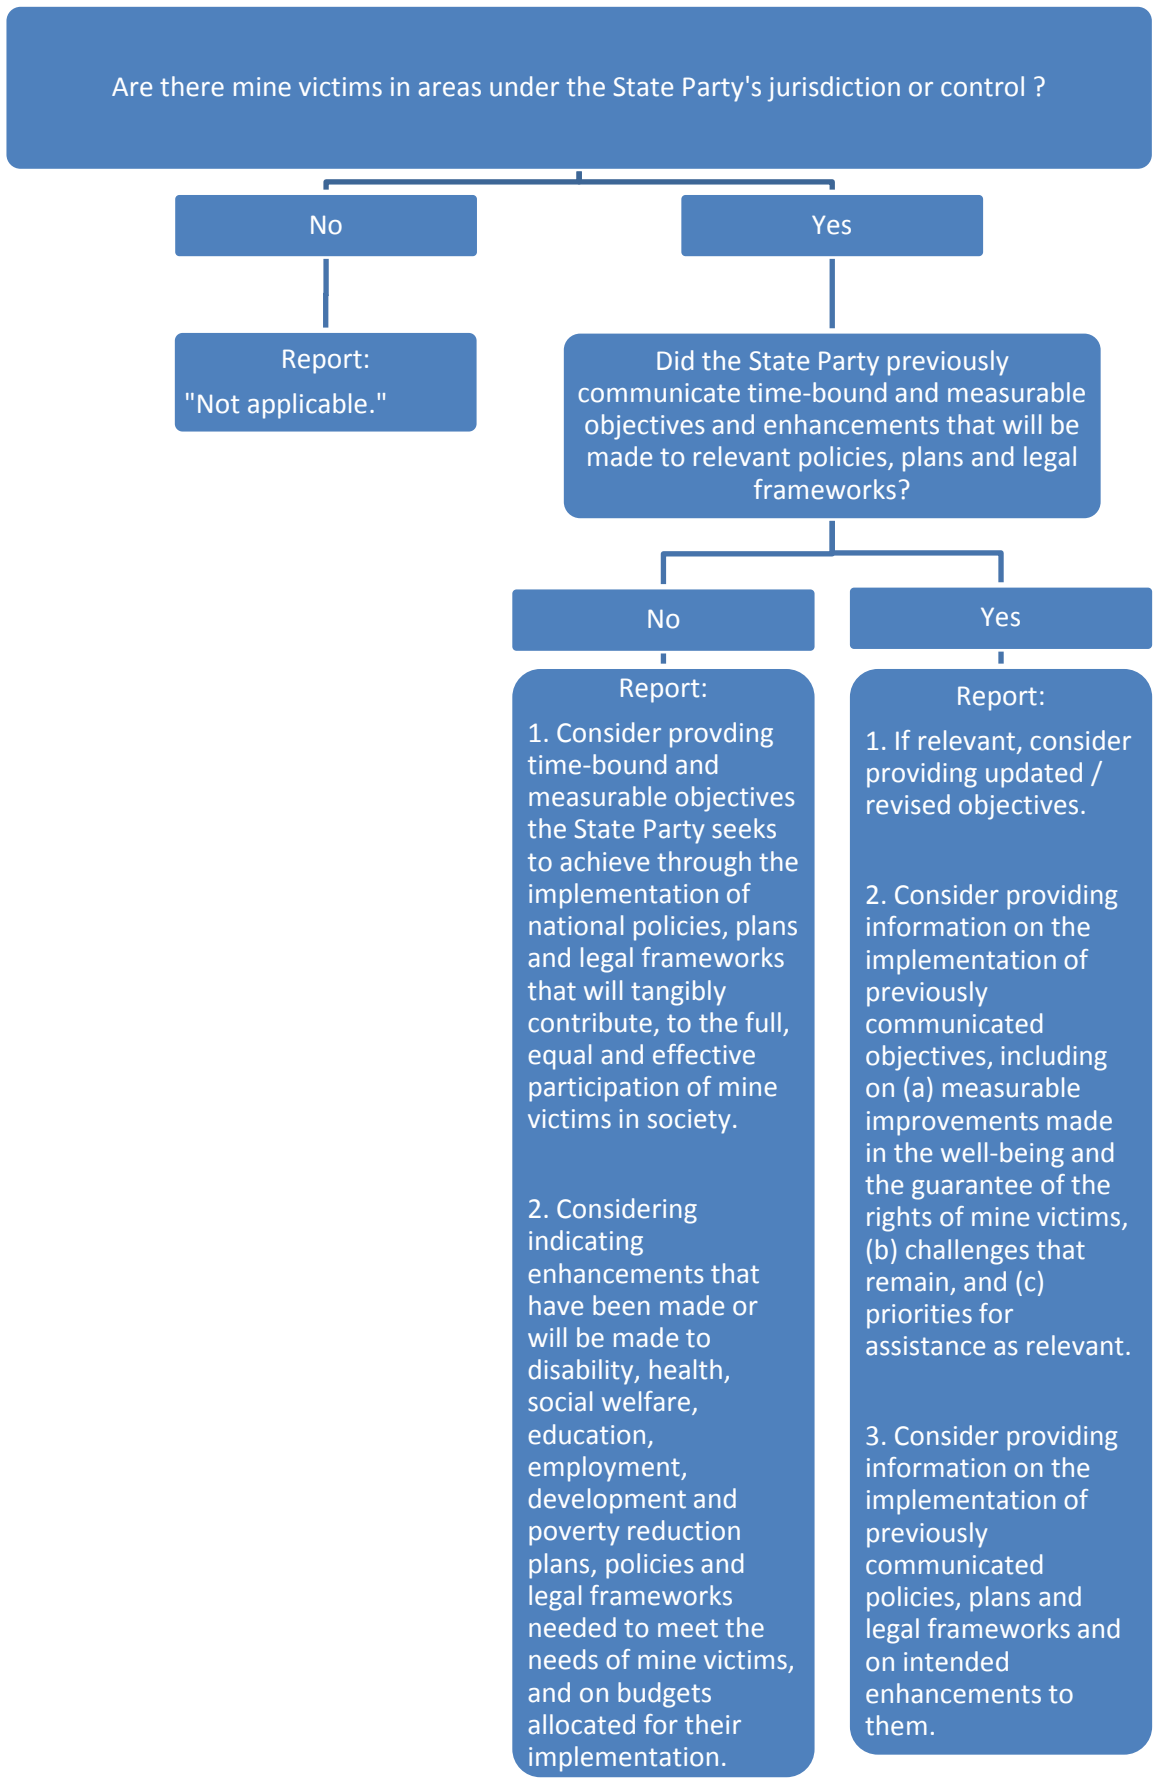 Are there mine victims in areas under the State Party's jurisdiction or control ?
No
Yes
Report:
"Not applicable."
Did the State Party previously
communicate time-bound and measurable
objectives and enhancements that will be
made to relevant policies, plans and legal
frameworks?
No
Yes
Report:
1. Consider provding
time-bound and
measurable objectives
the State Party seeks
to achieve through the
implementation of
national policies, plans
and legal frameworks
that will tangibly
contribute, to the full,
equal and effective
participation of mine
victims in society.
2. Considering
indicating
enhancements that
have been made or
will be made to
disability, health,
social welfare,
education,
employment,
development and
poverty reduction
plans, policies and
legal frameworks
needed to meet the
needs of mine victims,
and on budgets
allocated for their
implementation.
Report:
1. If relevant, consider
providing updated /
revised objectives.
2. Consider providing
information on the
implementation of
previously
communicated
objectives, including
on (a) measurable
improvements made
in the well-being and
the guarantee of the
rights of mine victims,
(b) challenges that
remain, and (c)
priorities for
assistance as relevant.
3. Consider providing
information on the
implementation of
previously
communicated
policies, plans and
legal frameworks and
on intended
enhancements to
them.